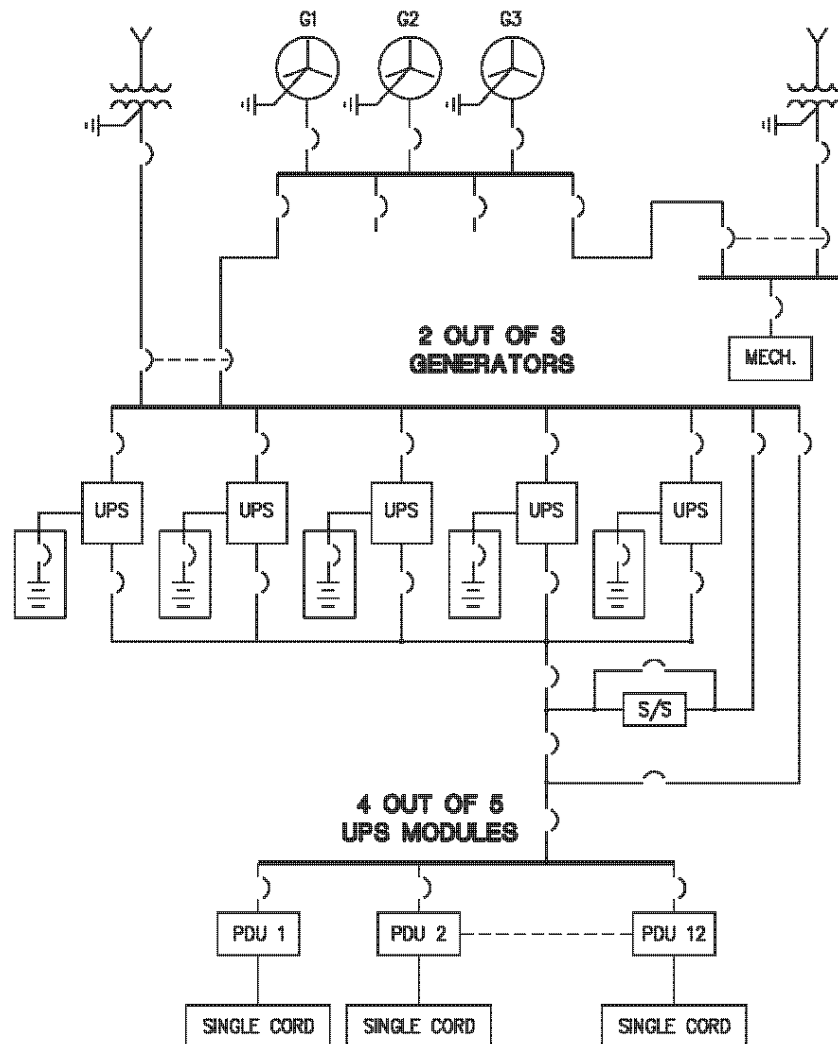 G1 G2 G3
2 OUT OF 3
GENERATORS
MECH.
UPS UPS UPS UPS UPS
S/S
4 OUT OF 5
UPS MODULES
PDU 1 PDU 2 PDU 12
SINGLE CORD SINGLE CORD SINGLE CORD